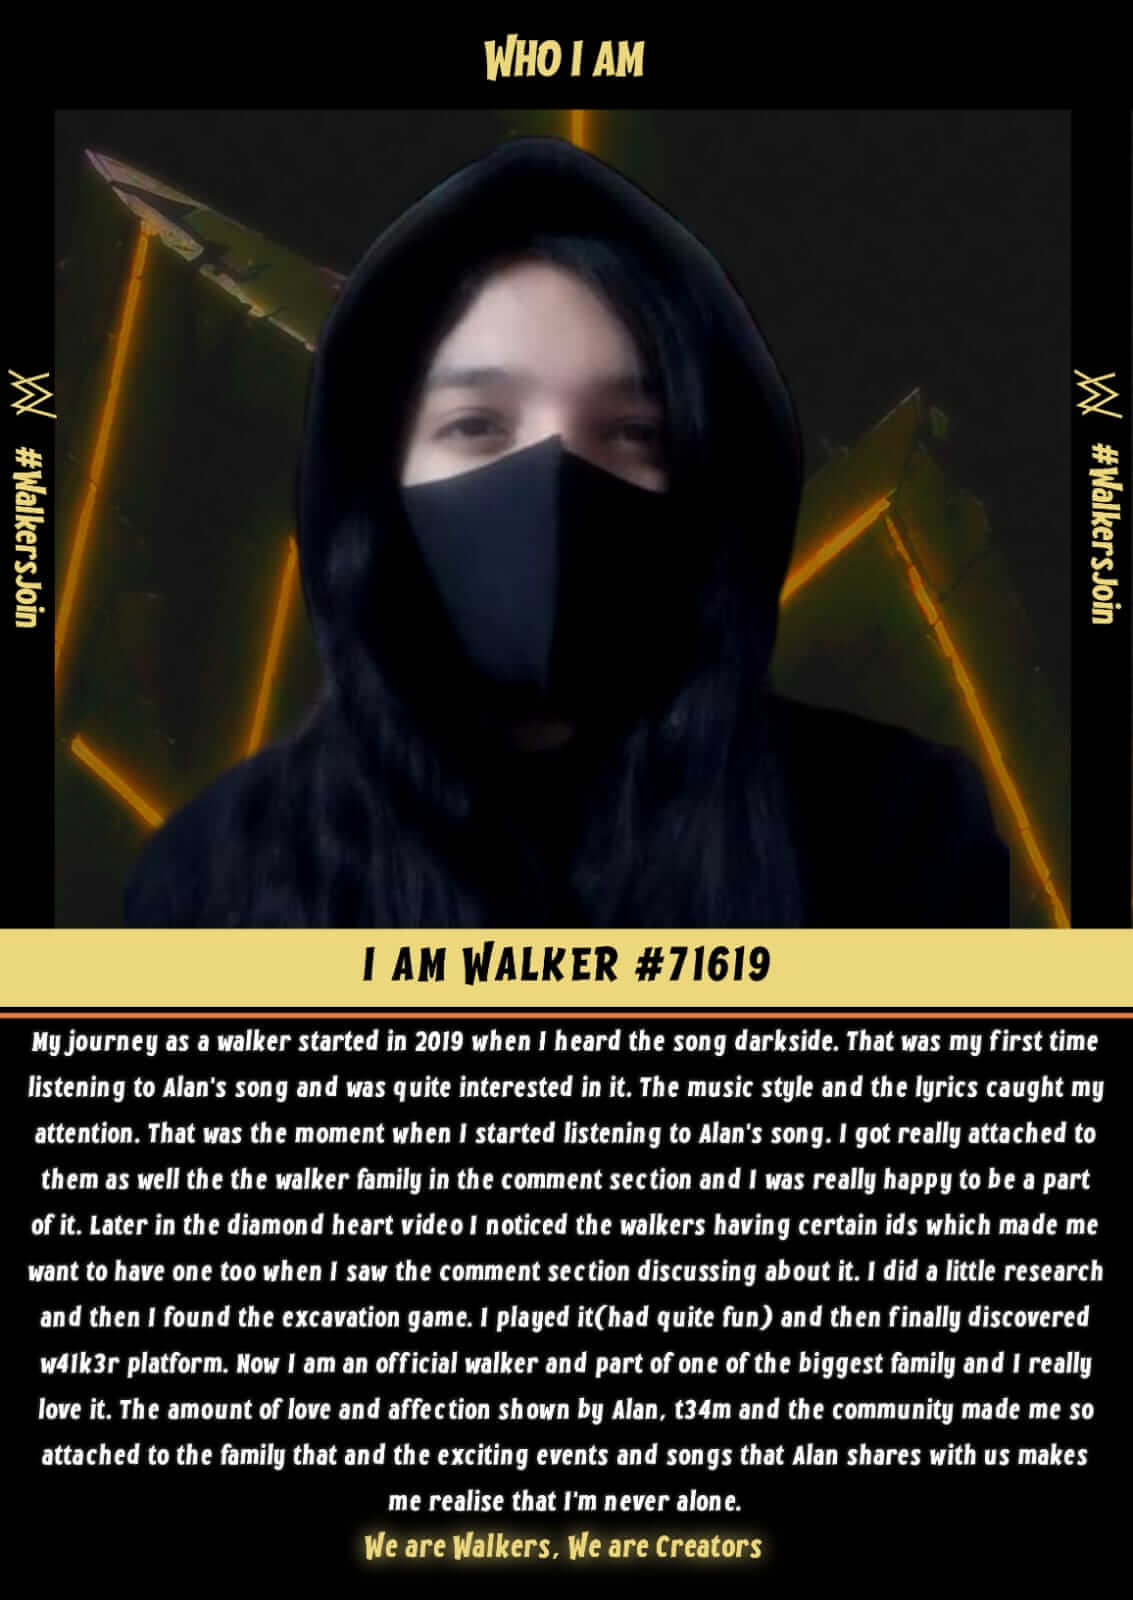 WHO I AM
#WalkersJoin
#WalkersJoin
I AM WALKER #71619
My journey as a walker started in 2019 when I heard the song darkside. That was my first time
listening to Alan's song and was quite interested in it. The music style and the lyrics caught my
attention. That was the moment when I started listening to Alan's song. I got really attached to
them as well the the walker family in the comment section and I was really happy to be a part
of it. Later in the diamond heart video I noticed the walkers having certain ids which made me
want to have one too when I saw the comment section discussing about it. I did a little research
and then I found the excavation game. I played it(had quite fun) and then finally discovered
w41k3r platform. Now I am an official walker and part of one of the biggest family and I really
love it. The amount of love and affection shown by Alan, t34m and the community made me so
attached to the family that and the exciting events and songs that Alan shares with us makes
me realise that I'm never alone.
We are Walkers, We are Creators